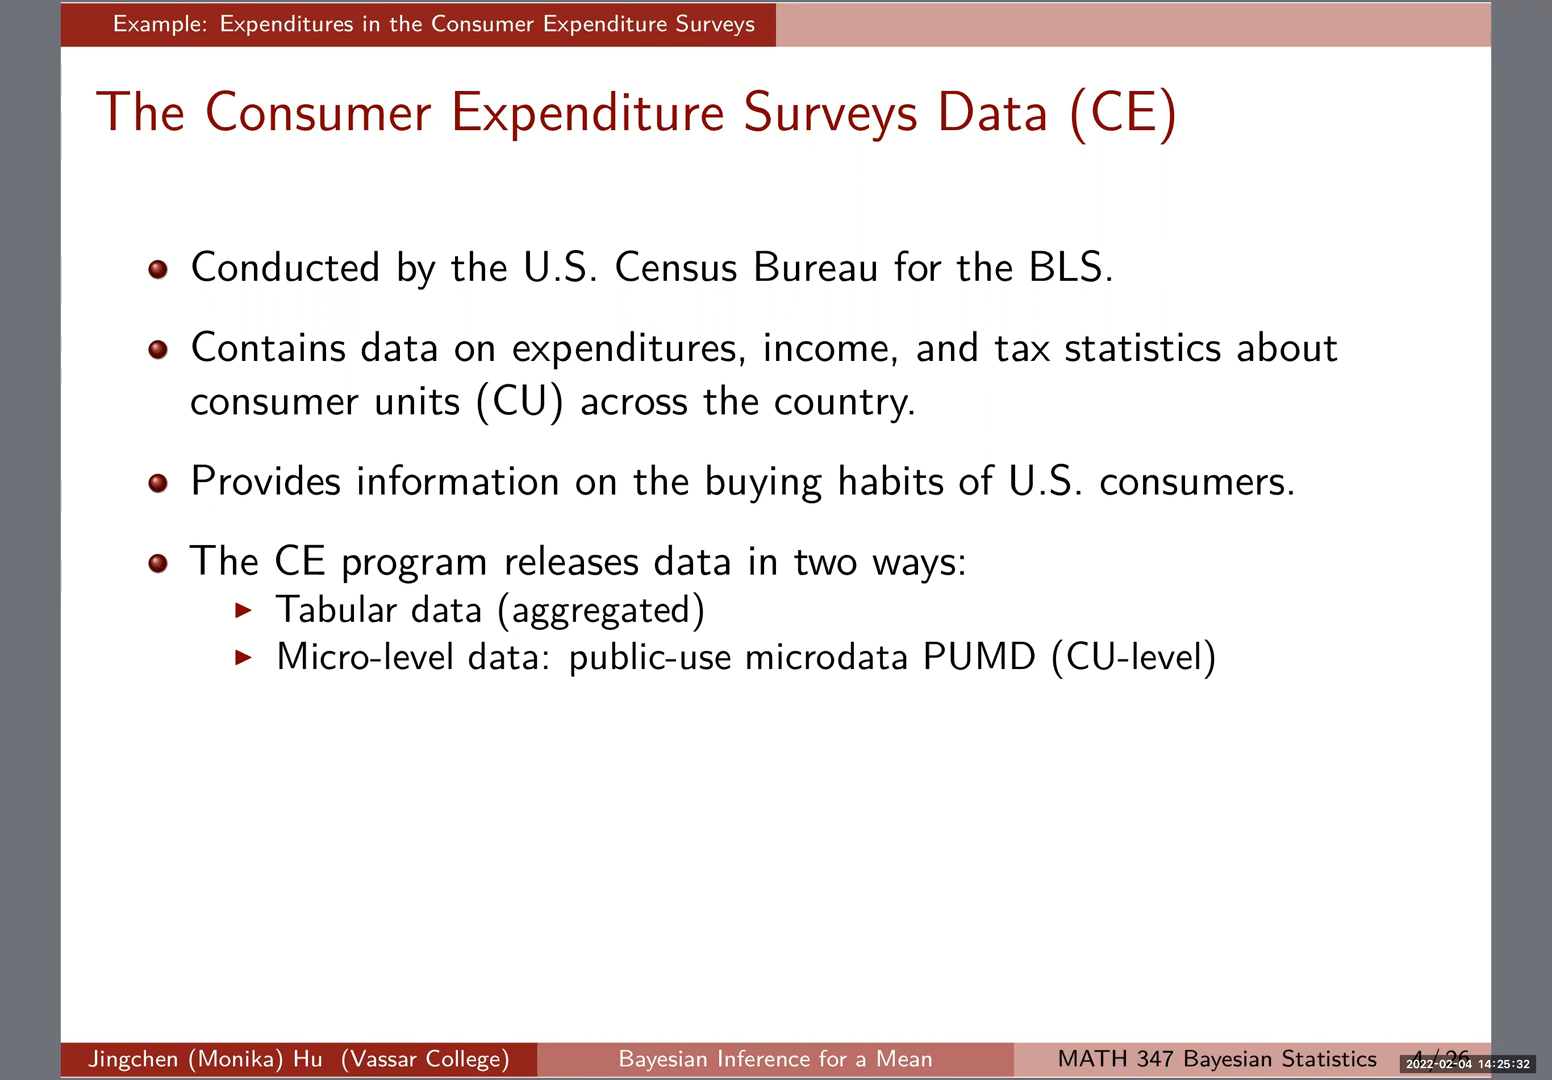 Example: Expenditures in the Consumer Expenditure Surveys
The Consumer Expenditure Surveys Data (CE)
Conducted by the U.S. Census Bureau for the BLS.
Contains data on expenditures, income, and tax statistics about
consumer units (CU) across the country.
Provides information on the buying habits of U.S. consumers.
The CE program releases data in two ways:
Tabular data (aggregated)
Micro-level data: public-use microdata PUMD (CU-level)
Jingchen (Monika) Hu (Vassar College)
Bayesian Inference for a Mean
MATH 347 Bayesian Statistics
4 / 26
2022-02-04 14:25:32